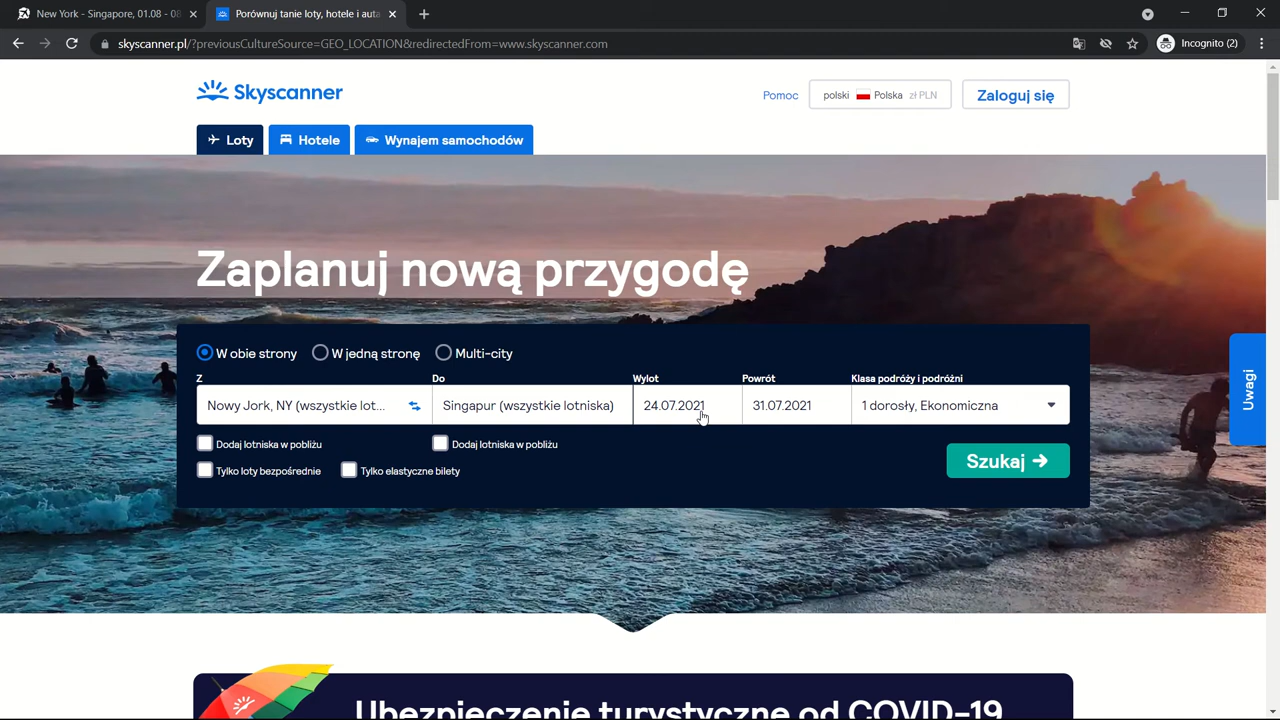 New York - Singapore, 01.08 - 08
Porównuj tanie loty, hotele i auta
skyscanner.pl/?previousCultureSource=GEO_LOCATION&redirectedFrom=www.skyscanner.com
Incognito (2)
Skyscanner
Pomoc
polski Polska zł PLN
Zaloguj się
Loty
Hotele
Wynajem samochodów
Zaplanuj nową przygodę
W obie strony
W jedną stronę
Multi-city
Z
Do
Wylot
Powrót
Klasa podróży i podróżni
Nowy Jork, NY (wszystkie lot...
Singapur (wszystkie lotniska)
24.07.2021
31.07.2021
1 dorosły, Ekonomiczna
Dodaj lotniska w pobliżu
Dodaj lotniska w pobliżu
Tylko loty bezpośrednie
Tylko elastyczne bilety
Szukaj
Uwagi
Ubezpieczenie turystyczne od COVID-19